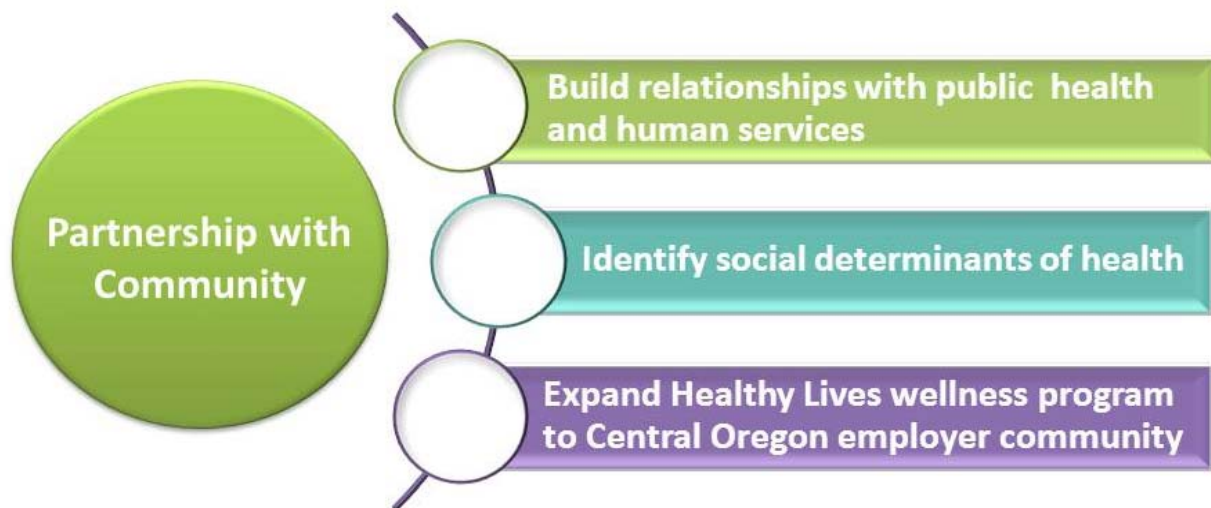 Partnership with
Community
Build relationships with public health
and human services
Identify social determinants of health
Expand Healthy Lives wellness program
to Central Oregon employer community